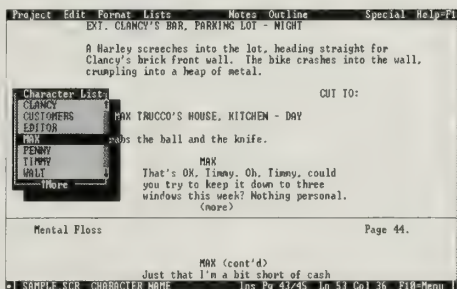 Project Edit Format Lists Notes Outline Special Help-F1
EXT. CLANCY'S BAR, PARKING LOT - NIGHT
A Harley screeches into the lot, heading straight for
Clancy's brick front wall. The bike crashes into the wall,
crumpling into a heap of metal.
CUT TO:
Character List
CLANCY
CUSTOMERS
EDITOR
MAX
PENNY
TIMMY
WALT
↑More
MAX TRUCCO'S HOUSE, KITCHEN - DAY
the ball and the knife.
MAX
That's OK, Timmy. Oh, Timmy, could
you try to keep it down to three
windows this week? Nothing personal.
(more)
Mental Floss Page 44.
MAX (cont'd)
Just that I'm a bit short of cash
SAMPLE.SCR CHARACTER NAME Ins Pg 43/45 Ln 53 Col 36 F10=Menu